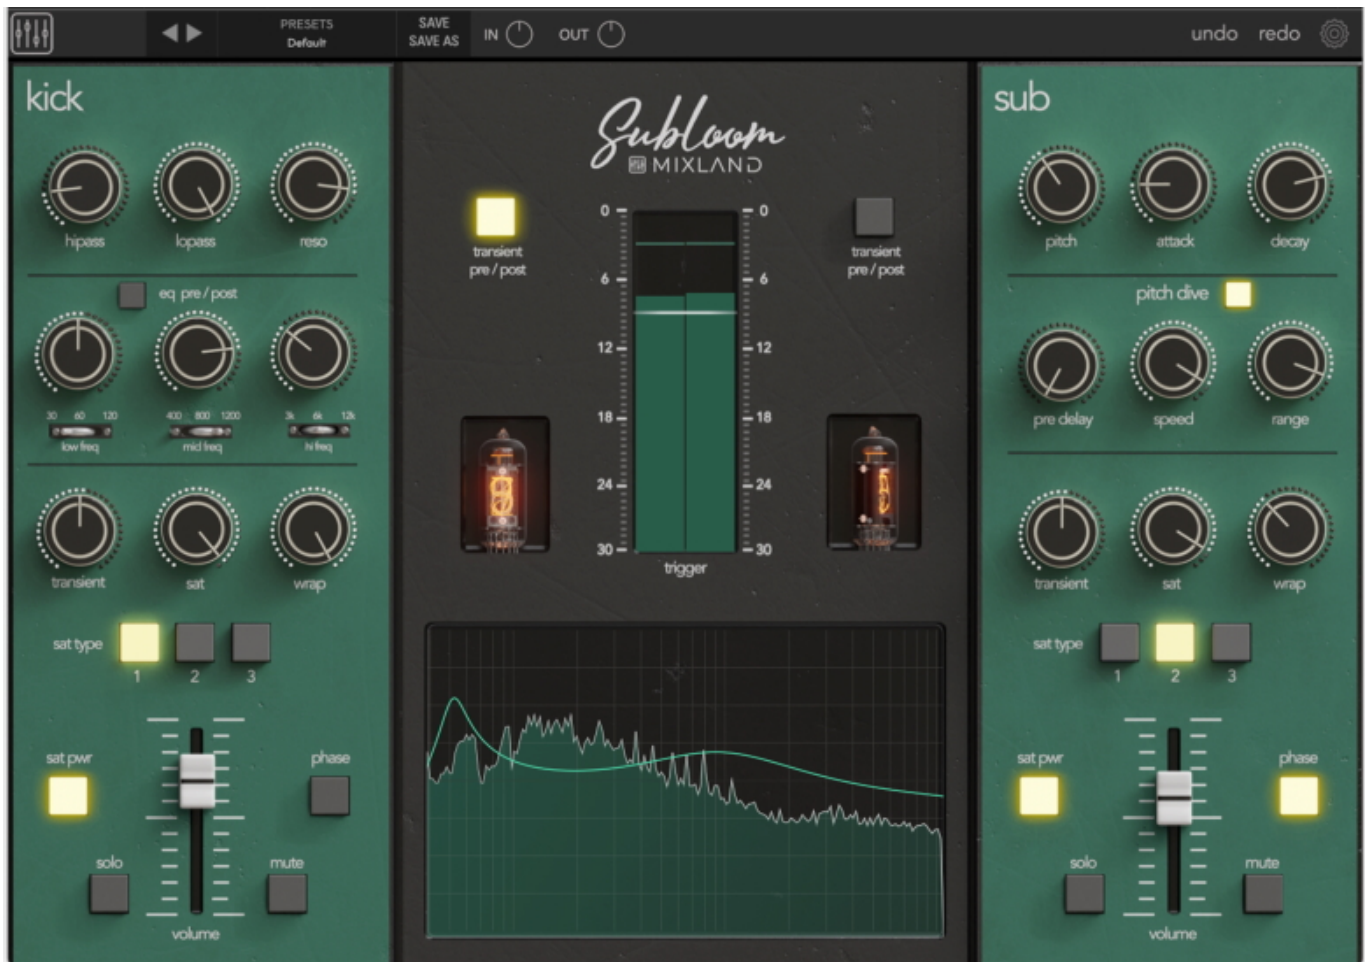 PRESETS
Default
SAVE
SAVE AS
IN
OUT
undo
redo
kick
hipass
lopass
reso
eq pre / post
30 60 120
low freq
400 800 1200
mid freq
3k 6k 12k
hi freq
transient
sat
wrap
sat type
1
2
3
sat pwr
phase
solo
mute
volume
Subloom
MIXLAND
transient
pre / post
transient
pre / post
0 0
6 6
12 12
18 18
24 24
30 30
trigger
8
sub
pitch
attack
decay
pitch dive
pre delay
speed
range
transient
sat
wrap
sat type
1
2
3
sat pwr
phase
solo
mute
volume